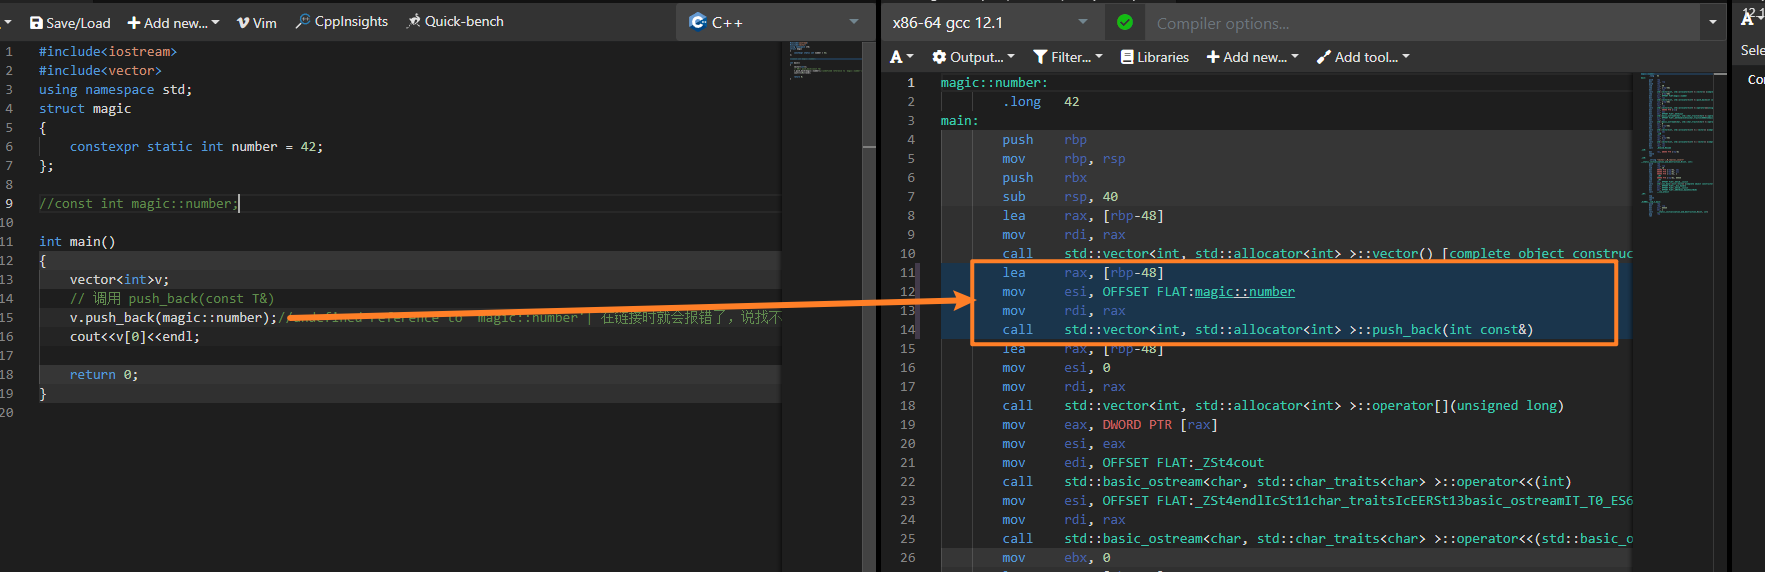 Save/Load
Add new...
Vim
CppInsights
Quick-bench
C++
1 #include<iostream>
2 #include<vector>
3 using namespace std;
4 struct magic
5 {
6 constexpr static int number = 42;
7 };
8
9 //const int magic::number;
10
11 int main()
12 {
13 vector<int>v;
14 // 调用 push_back(const T&)
15 v.push_back(magic::number);//undefined reference to `magic::number'| 在链接时就会报错了，说找不
16 cout<<v[0]<<endl;
17
18 return 0;
19 }
20
x86-64 gcc 12.1
Compiler options...
A
Output...
Filter...
Libraries
Add new...
Add tool...
1 magic::number:
2 .long 42
3 main:
4 push rbp
5 mov rbp, rsp
6 push rbx
7 sub rsp, 40
8 lea rax, [rbp-48]
9 mov rdi, rax
10 call std::vector<int, std::allocator<int> >::vector() [complete object construc
11 lea rax, [rbp-48]
12 mov esi, OFFSET FLAT:magic::number
13 mov rdi, rax
14 call std::vector<int, std::allocator<int> >::push_back(int const&)
15 lea rax, [rbp-48]
16 mov esi, 0
17 mov rdi, rax
18 call std::vector<int, std::allocator<int> >::operator[](unsigned long)
19 mov eax, DWORD PTR [rax]
20 mov esi, eax
21 mov edi, OFFSET FLAT:_ZSt4cout
22 call std::basic_ostream<char, std::char_traits<char> >::operator<<(int)
23 mov esi, OFFSET FLAT:_ZSt4endlIcSt11char_traitsIcEERSt13basic_ostreamIT_T0_ES6
24 mov rdi, rax
25 call std::basic_ostream<char, std::char_traits<char> >::operator<<(std::basic_o
26 mov ebx, 0
12.1
A
Sele
Con